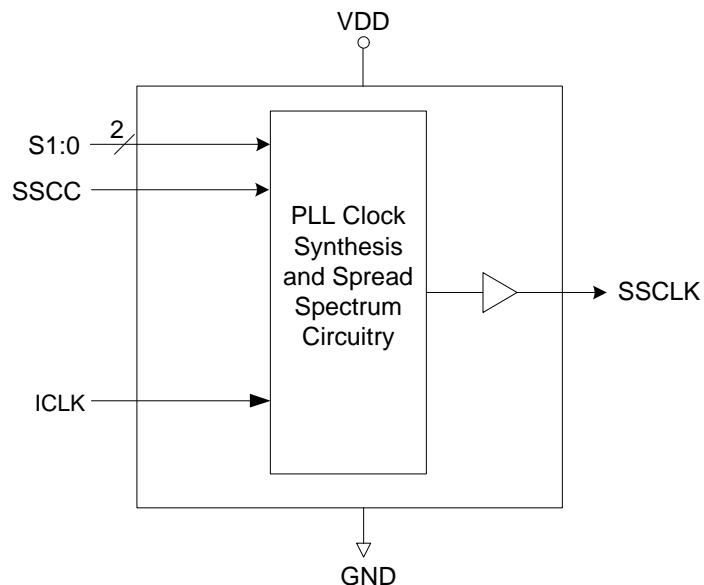 VDD
2
S1:0
SSCC
PLL Clock
Synthesis
and Spread
Spectrum
Circuitry
SSCLK
ICLK
GND